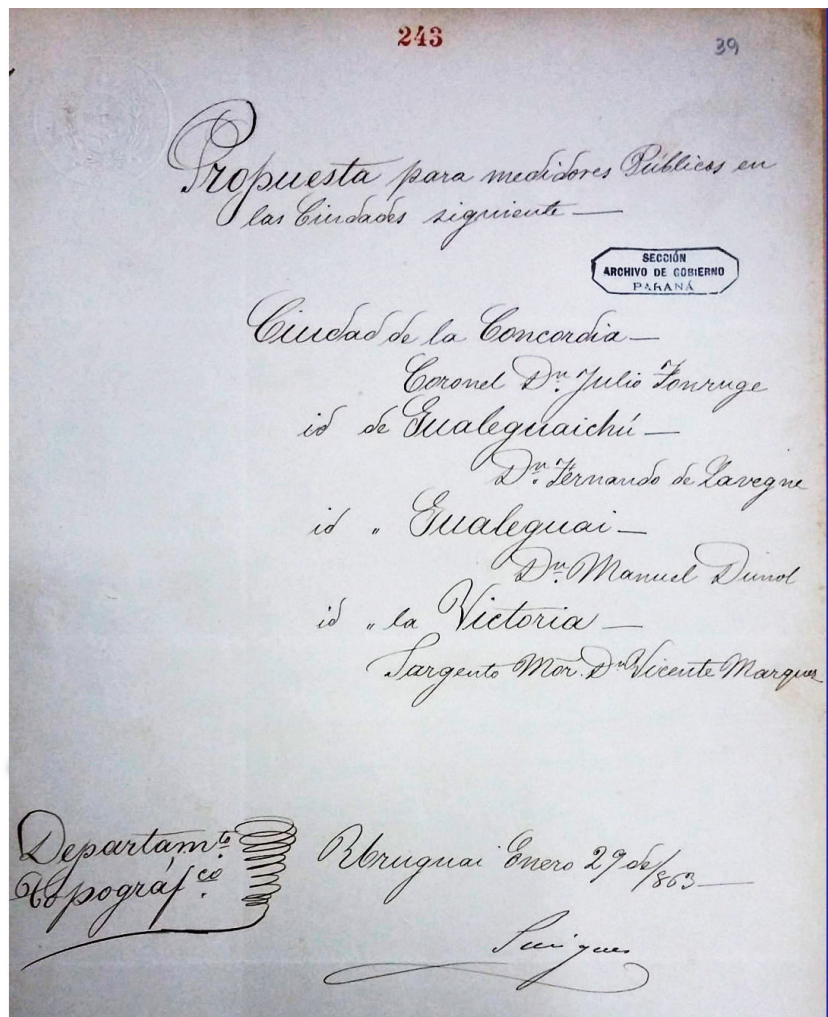 243
39
Propuesta para medidores Públicos en
las Ciudades siguiente —
SECCIÓN
ARCHIVO DE GOBIERNO
PARANÁ
Ciudad de la Concordia —
Coronel Dn. Julio Fonruge
id de Gualeguaichú —
Dn. Fernando de Lavegne
id " Gualeguai —
Dn. Manuel Dunol
id " la Victoria —
Sargento Mor. Dn Vicente Marquez
Departamto
Topográfco.
Uruguai Enero 29 de/863 —